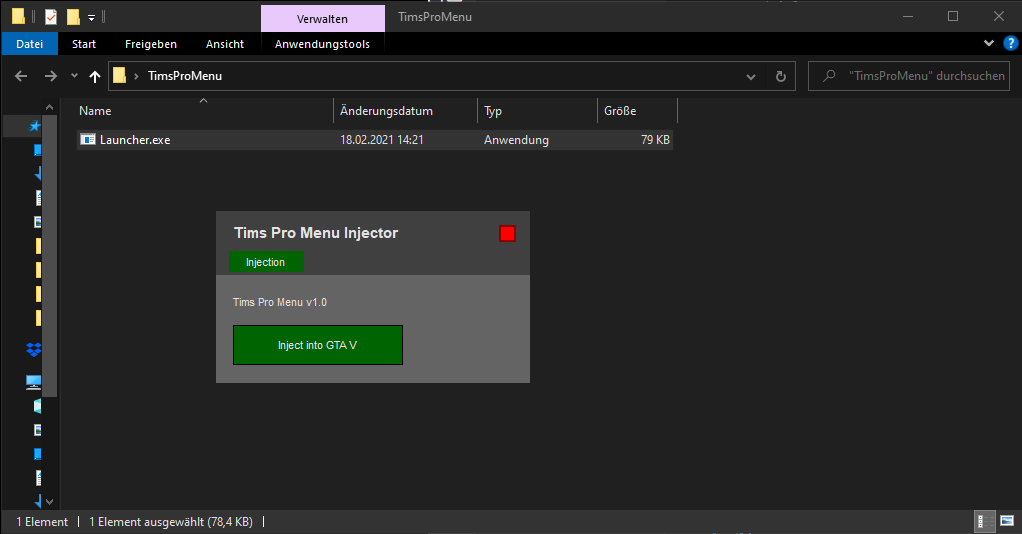 Verwalten
TimsProMenu
Datei
Start
Freigeben
Ansicht
Anwendungstools
?
TimsProMenu
"TimsProMenu" durchsuchen
Name
Änderungsdatum
Typ
Größe
Launcher.exe
18.02.2021 14:21
Anwendung
79 KB
Tims Pro Menu Injector
Injection
Tims Pro Menu v1.0
Inject into GTA V
1 Element
1 Element ausgewählt (78,4 KB)